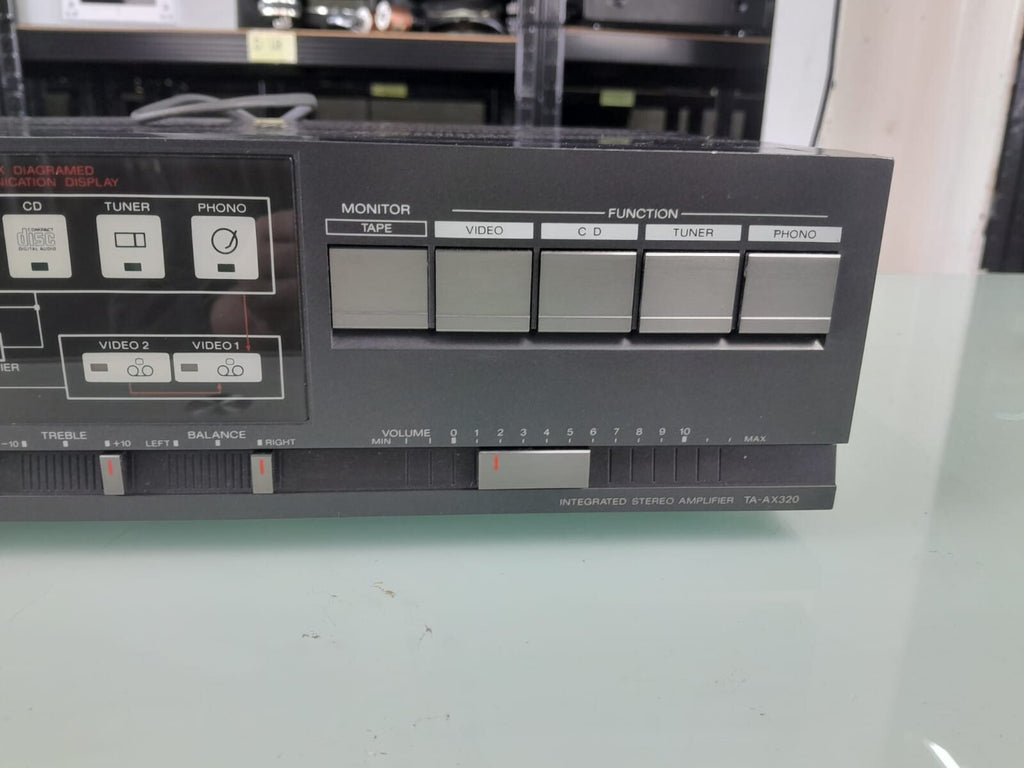 DIAGRAMED
DISPLAY
CD
TUNER
PHONO
COMPACT
disc
DIGITAL AUDIO
VIDEO 2
VIDEO 1
MONITOR
FUNCTION
TAPE
VIDEO
CD
TUNER
PHONO
-10
TREBLE
+10
LEFT
BALANCE
RIGHT
VOLUME
MIN
0 1 2 3 4 5 6 7 8 9 10
MAX
INTEGRATED STEREO AMPLIFIER TA-AX320